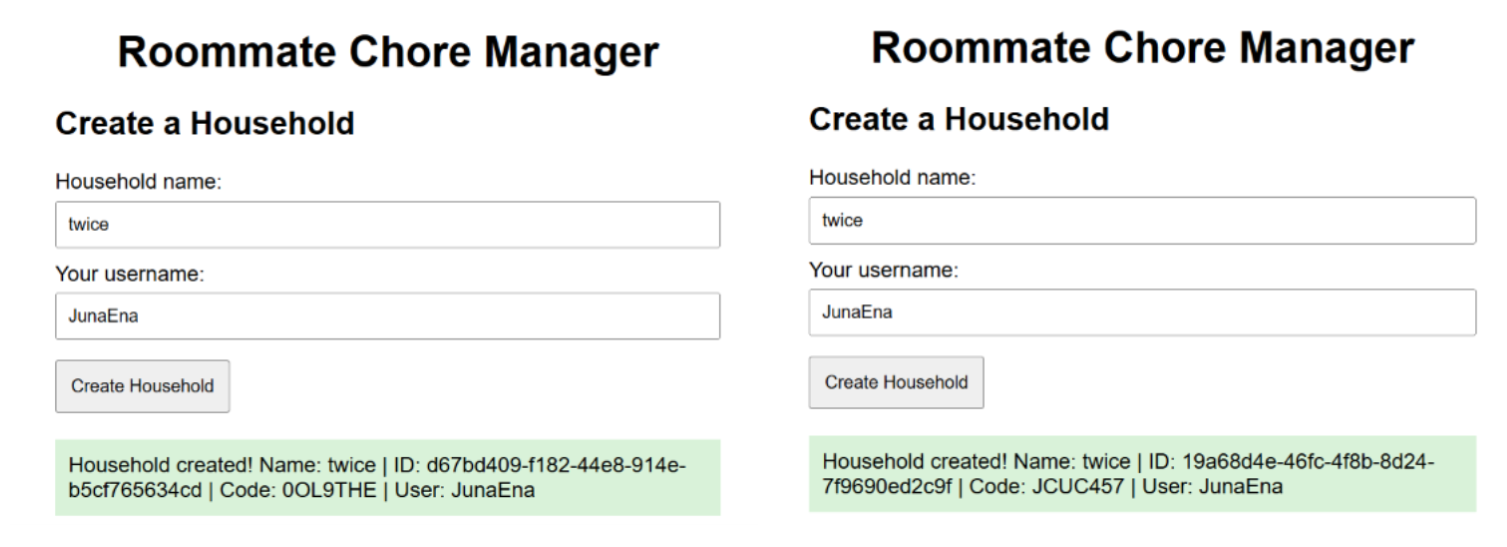 Roommate Chore Manager
Create a Household
Household name:
twice
Your username:
JunaEna
Create Household
Household created! Name: twice | ID: d67bd409-f182-44e8-914e-
b5cf765634cd | Code: 0OL9THE | User: JunaEna
Roommate Chore Manager
Create a Household
Household name:
twice
Your username:
JunaEna
Create Household
Household created! Name: twice | ID: 19a68d4e-46fc-4f8b-8d24-
7f9690ed2c9f | Code: JCUC457 | User: JunaEna